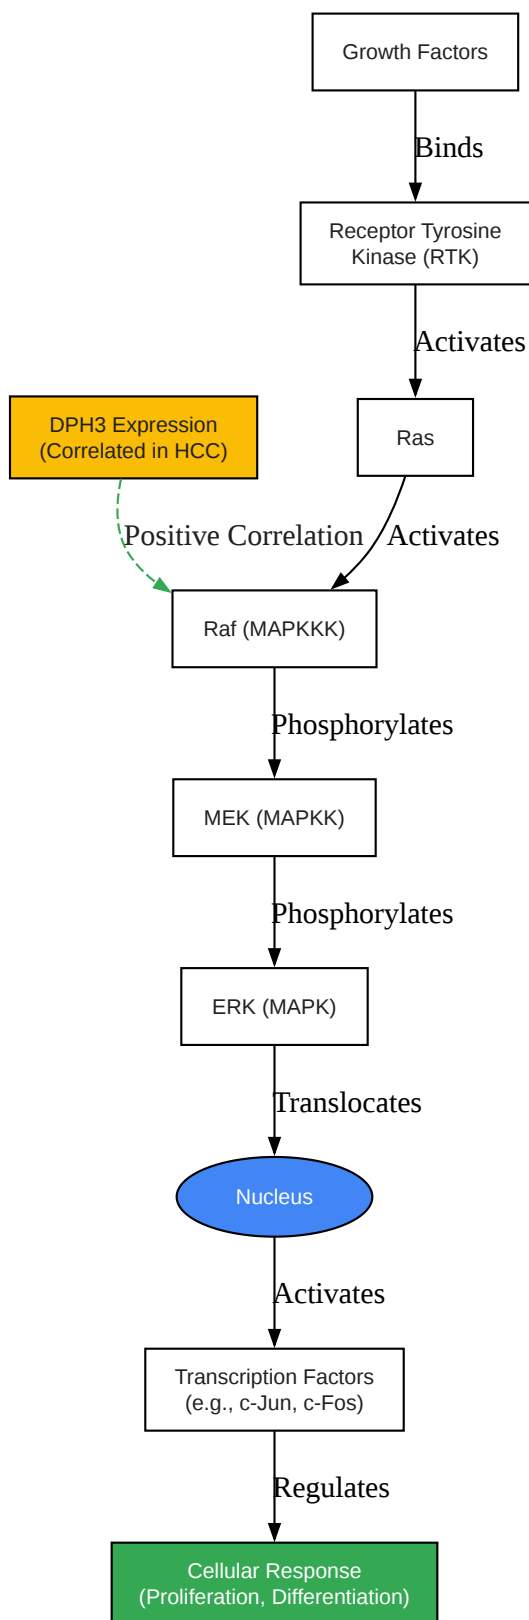 Growth Factors
Binds
Receptor Tyrosine
Kinase (RTK)
Activates
DPH3 Expression
(Correlated in HCC)
Ras
Positive Correlation
Activates
Raf (MAPKKK)
Phosphorylates
MEK (MAPKK)
Phosphorylates
ERK (MAPK)
Translocates
Nucleus
Activates
Transcription Factors
(e.g., c-Jun, c-Fos)
Regulates
Cellular Response
(Proliferation, Differentiation)